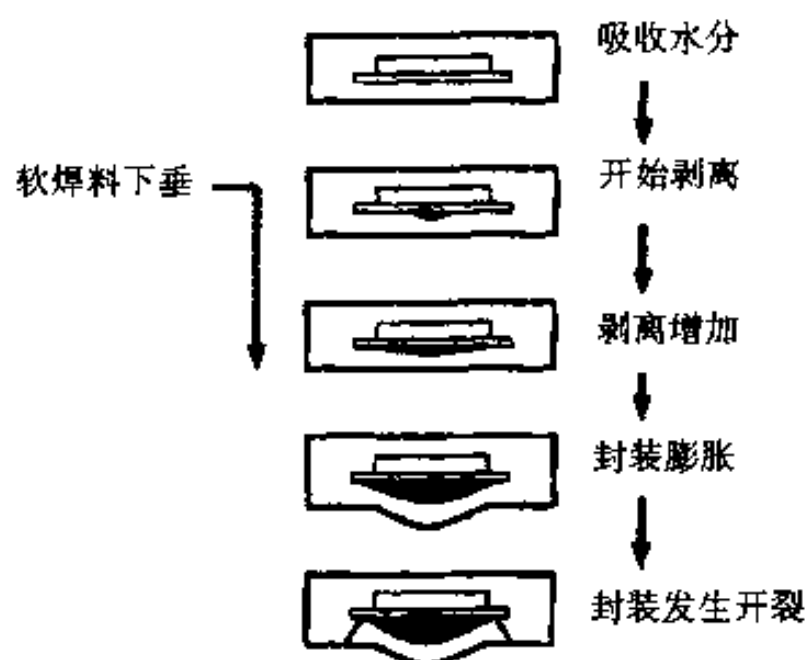 吸收水分
软焊料下垂
开始剥离
剥离增加
封装膨胀
封装发生开裂